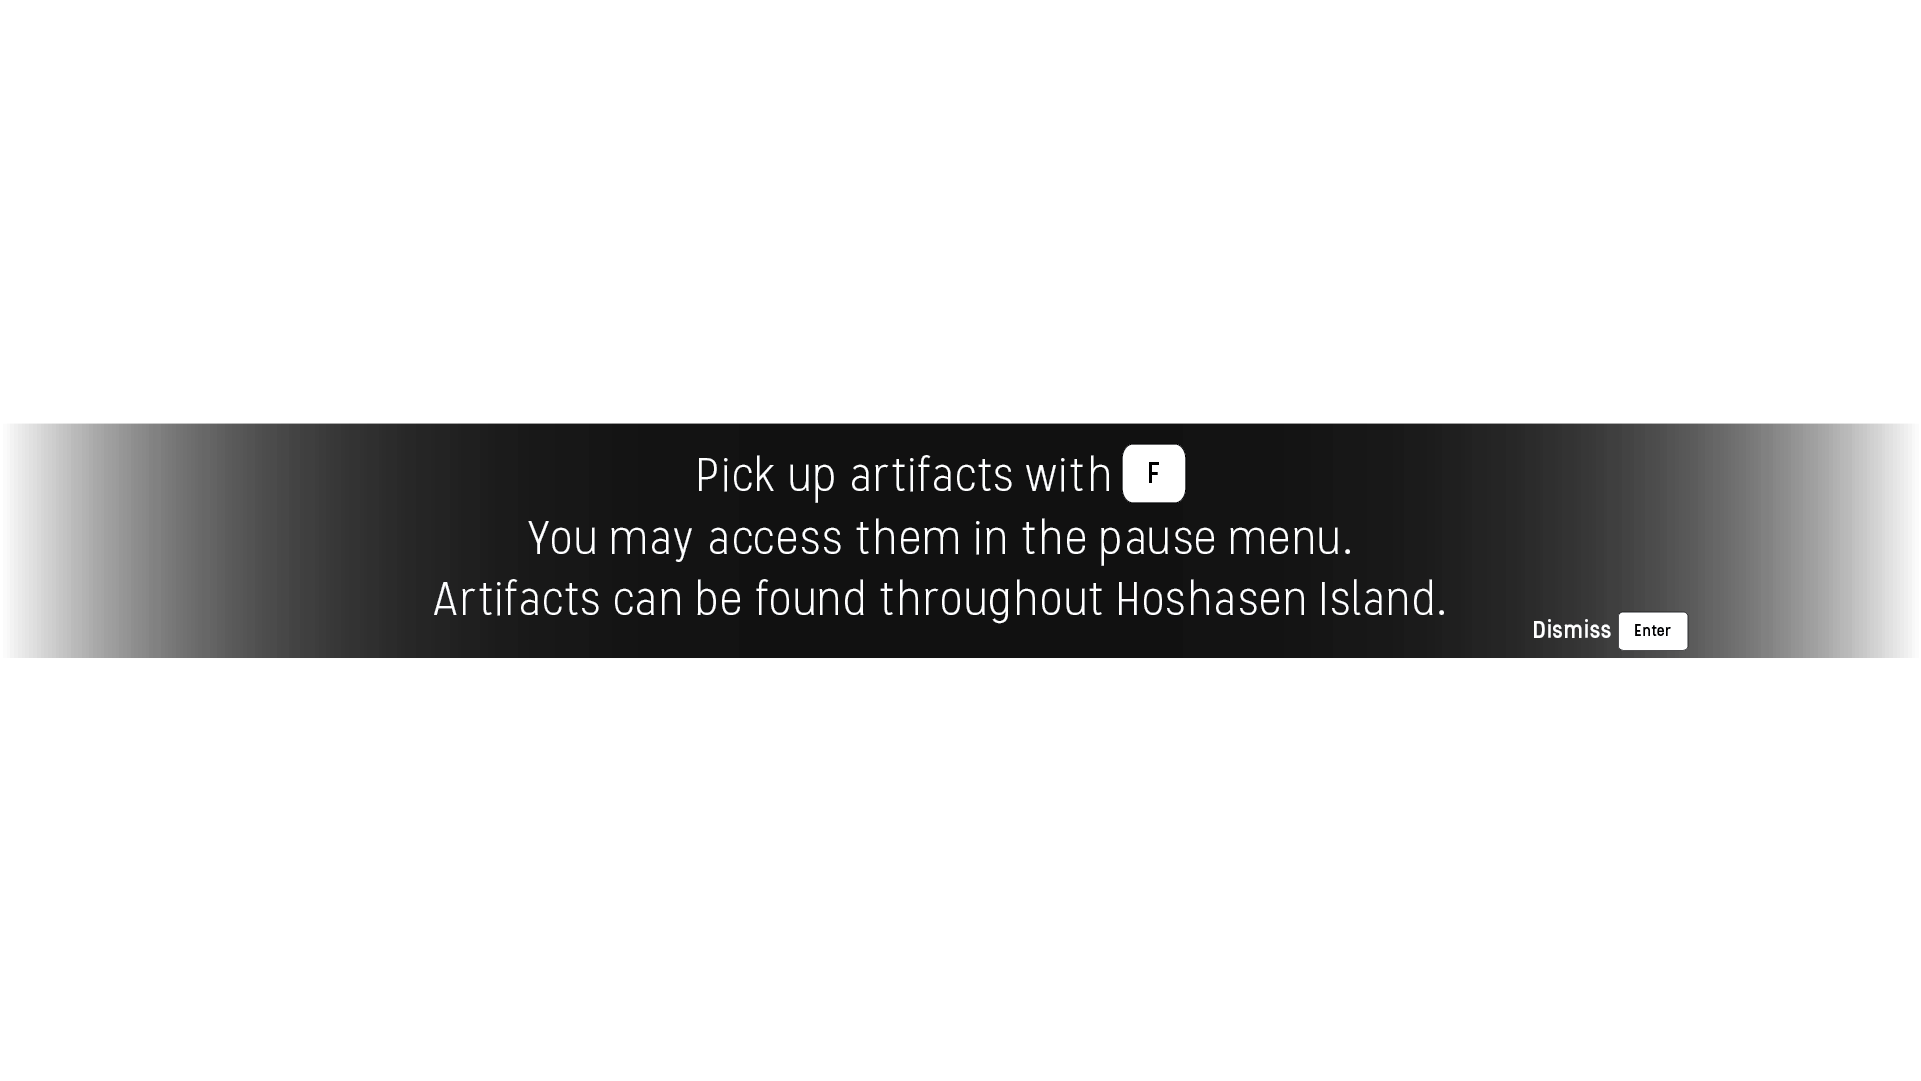 Pick up artifacts with F
You may access them in the pause menu.
Artifacts can be found throughout Hoshasen Island.
Dismiss Enter